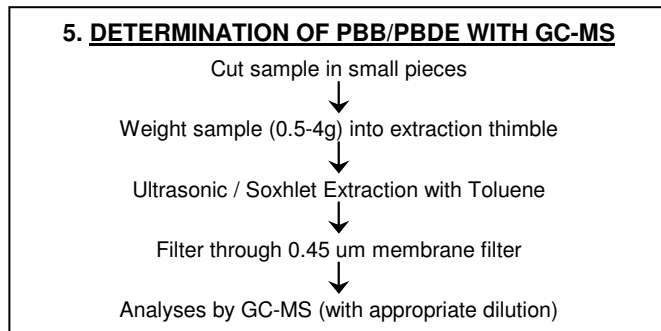 5. DETERMINATION OF PBB/PBDE WITH GC-MS
Cut sample in small pieces
Weight sample (0.5-4g) into extraction thimble
Ultrasonic / Soxhlet Extraction with Toluene
Filter through 0.45 um membrane filter
Analyses by GC-MS (with appropriate dilution)